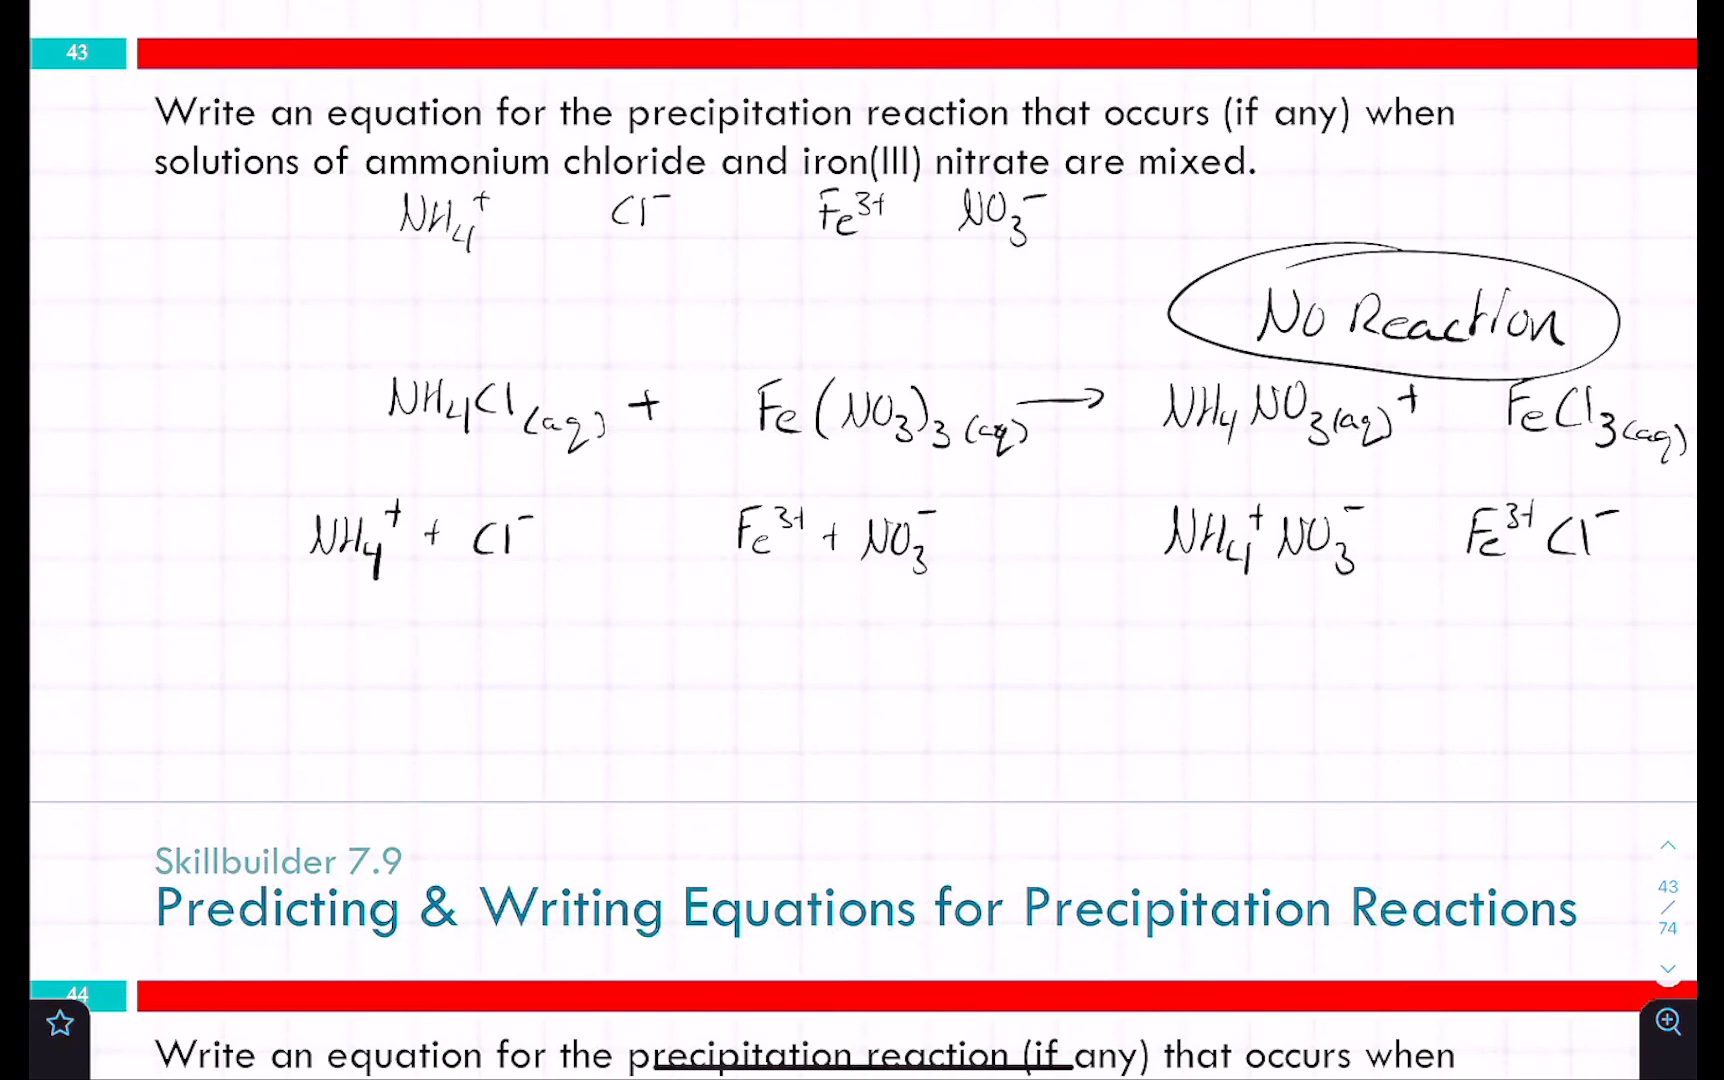 43
Write an equation for the precipitation reaction that occurs (if any) when
solutions of ammonium chloride and iron(III) nitrate are mixed.
NH₄⁺ Cl⁻ Fe³⁺ NO₃⁻
No Reaction
NH₄Cl(aq) + Fe(NO₃)₃(aq) → NH₄NO₃(aq) + FeCl₃(aq)
NH₄⁺ + Cl⁻ Fe³⁺ + NO₃⁻ NH₄⁺ NO₃⁻ Fe³⁺ Cl⁻
Skillbuilder 7.9
Predicting & Writing Equations for Precipitation Reactions
43
/
74
44
Write an equation for the precipitation reaction (if any) that occurs when